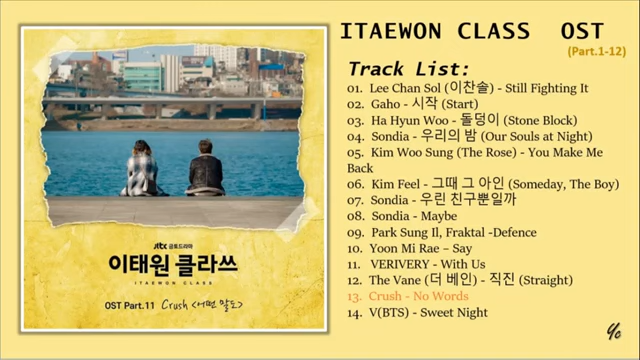 ITAEWON CLASS OST
(Part.1-12)
Track List:
01. Lee Chan Sol (이찬솔) - Still Fighting It
02. Gaho - 시작 (Start)
03. Ha Hyun Woo - 돌덩이 (Stone Block)
04. Sondia - 우리의 밤 (Our Souls at Night)
05. Kim Woo Sung (The Rose) - You Make Me
Back
06. Kim Feel - 그때 그 아인 (Someday, The Boy)
07. Sondia - 우린 친구뿐일까
08. Sondia - Maybe
09. Park Sung Il, Fraktal -Defence
10. Yoon Mi Rae – Say
11. VERIVERY - With Us
12. The Vane (더 베인) - 직진 (Straight)
13. Crush - No Words
14. V(BTS) - Sweet Night
jtbc 금토드라마
이태원 클라쓰
ITAEWON CLASS
OST Part.11 Crush <어떤 말도>
Yc